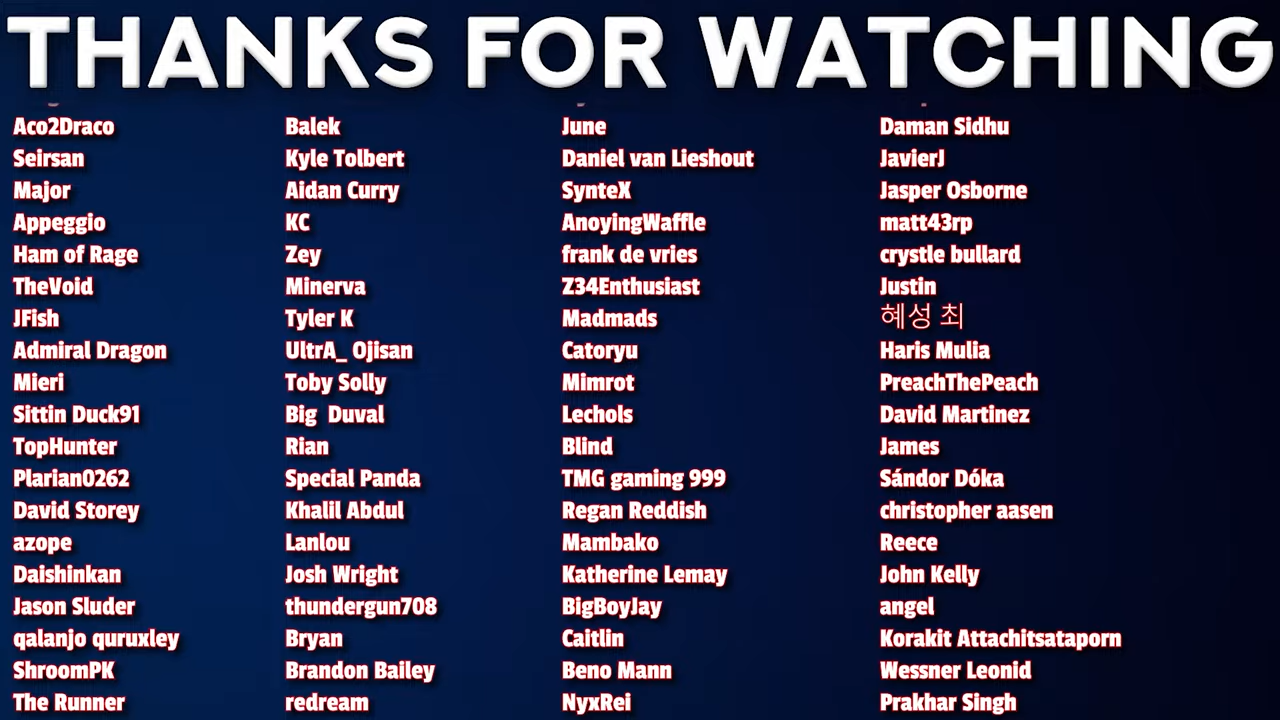 THANKS FOR WATCHING
Aco2Draco
Seirsan
Major
Appeggio
Ham of Rage
TheVoid
JFish
Admiral Dragon
Mieri
Sittin Duck91
TopHunter
Plarian0262
David Storey
azope
Daishinkan
Jason Sluder
qalanjo quruxley
ShroomPK
The Runner
Balek
Kyle Tolbert
Aidan Curry
KC
Zey
Minerva
Tyler K
UltrA_ Ojisan
Toby Solly
Big  Duval
Rian
Special Panda
Khalil Abdul
Lanlou
Josh Wright
thundergun708
Bryan
Brandon Bailey
redream
June
Daniel van Lieshout
SynteX
AnoyingWaffle
frank de vries
Z34Enthusiast
Madmads
Catoryu
Mimrot
Lechols
Blind
TMG gaming 999
Regan Reddish
Mambako
Katherine Lemay
BigBoyJay
Caitlin
Beno Mann
NyxRei
Daman Sidhu
JavierJ
Jasper Osborne
matt43rp
crystle bullard
Justin
혜성 최
Haris Mulia
PreachThePeach
David Martinez
James
Sándor Dóka
christopher aasen
Reece
John Kelly
angel
Korakit Attachitsataporn
Wessner Leonid
Prakhar Singh